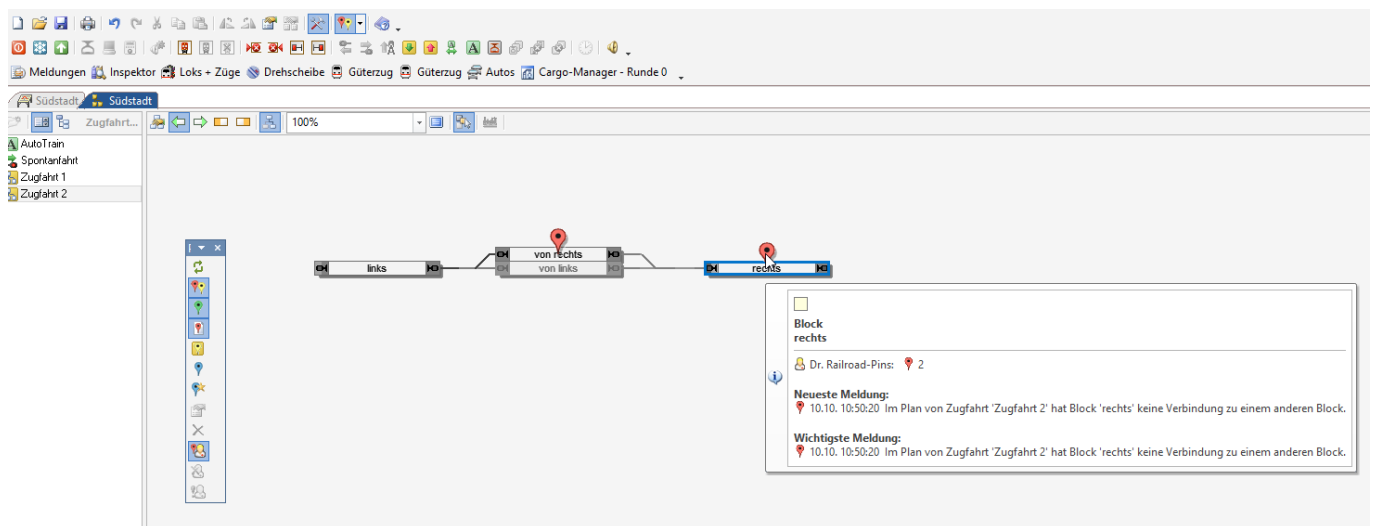 Meldungen Inspektor Loks + Züge Drehscheibe Güterzug Güterzug Autos Cargo-Manager - Runde 0
Südstadt Südstadt
Zugfahrt... 100%
AutoTrain
Spontanfahrt
Zugfahrt 1
Zugfahrt 2
von rechts
links von links rechts
Block
rechts
Dr. Railroad-Pins: 2
Neueste Meldung:
10.10. 10:50:20 Im Plan von Zugfahrt 'Zugfahrt 2' hat Block 'rechts' keine Verbindung zu einem anderen Block.
Wichtigste Meldung:
10.10. 10:50:20 Im Plan von Zugfahrt 'Zugfahrt 2' hat Block 'rechts' keine Verbindung zu einem anderen Block.